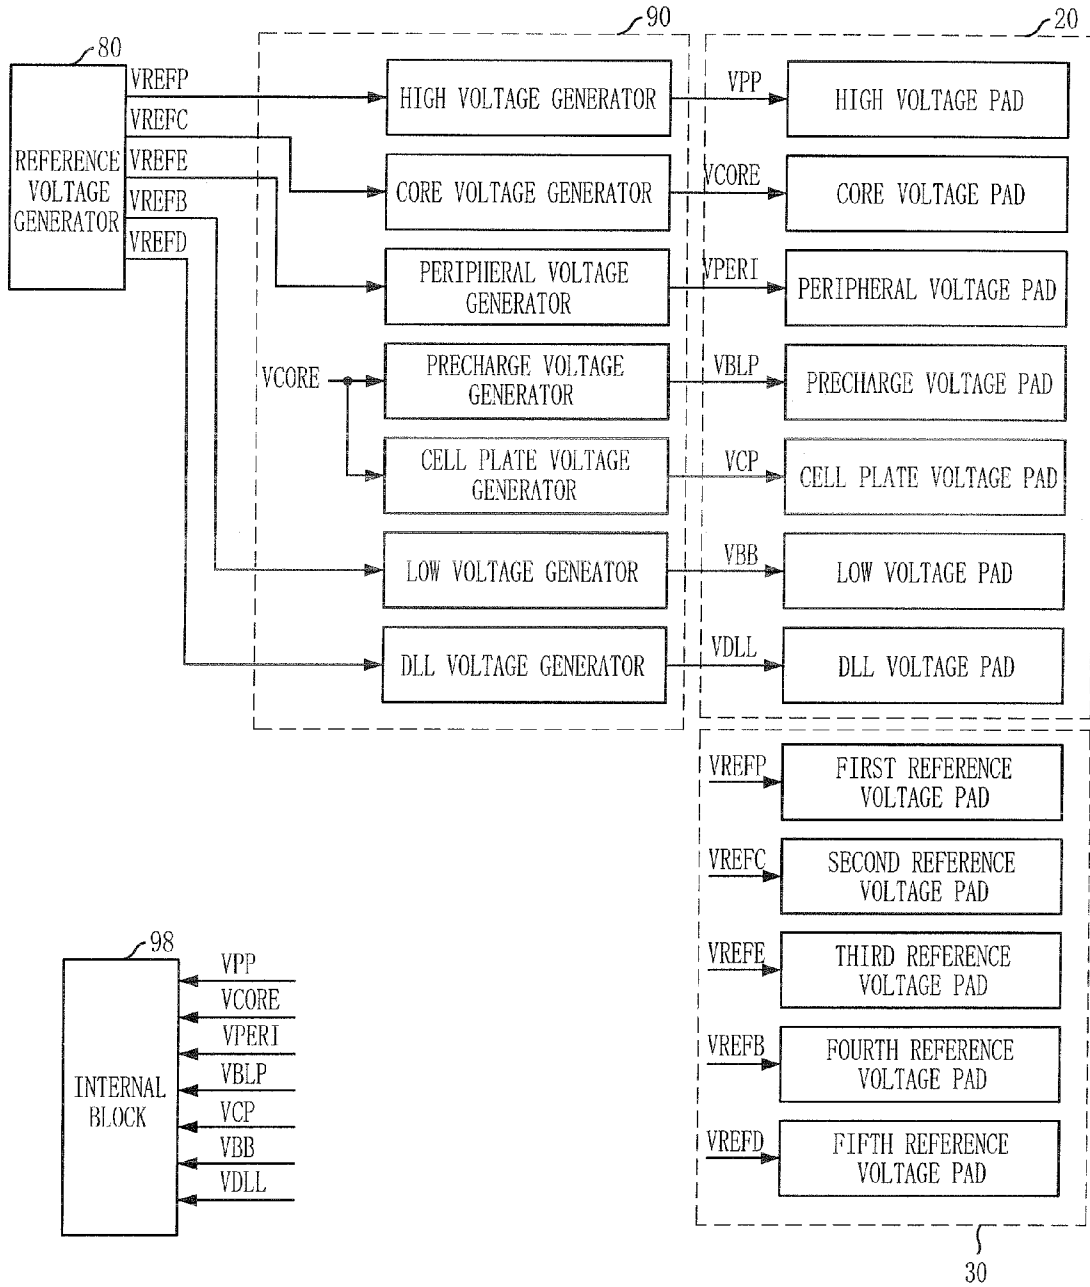 80
90
20
REFERENCE
VOLTAGE
GENERATOR
VREFP
VREFC
VREFE
VREFB
VREFD
HIGH VOLTAGE GENERATOR
VPP
HIGH VOLTAGE PAD
CORE VOLTAGE GENERATOR
VCORE
CORE VOLTAGE PAD
PERIPHERAL VOLTAGE
GENERATOR
VPERI
PERIPHERAL VOLTAGE PAD
VCORE
PRECHARGE VOLTAGE
GENERATOR
VBLP
PRECHARGE VOLTAGE PAD
CELL PLATE VOLTAGE
GENERATOR
VCP
CELL PLATE VOLTAGE PAD
LOW VOLTAGE GENEATOR
VBB
LOW VOLTAGE PAD
DLL VOLTAGE GENERATOR
VDLL
DLL VOLTAGE PAD
VREFP
FIRST REFERENCE
VOLTAGE PAD
VREFC
SECOND REFERENCE
VOLTAGE PAD
VREFE
THIRD REFERENCE
VOLTAGE PAD
VREFB
FOURTH REFERENCE
VOLTAGE PAD
VREFD
FIFTH REFERENCE
VOLTAGE PAD
30
98
INTERNAL
BLOCK
VPP
VCORE
VPERI
VBLP
VCP
VBB
VDLL